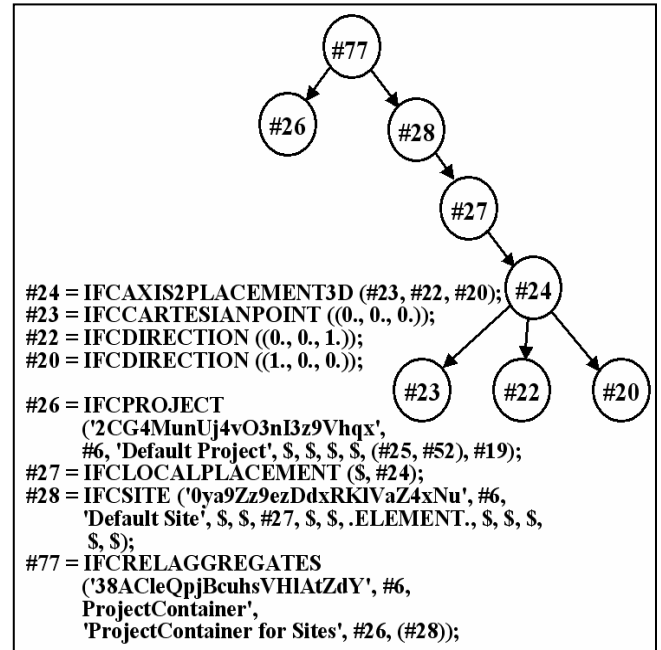 #77
#26
#28
#27
#24 = IFCAXIS2PLACEMENT3D (#23, #22, #20);
#24
#23 = IFCCARTESIANPOINT ((0., 0., 0.));
#22 = IFCDIRECTION ((0., 0., 1.));
#20 = IFCDIRECTION ((1., 0., 0.));
#23
#22
#20
#26 = IFCPROJECT
('2CG4MunUj4vO3nI3z9Vhqx',
#6, 'Default Project', $, $, $, $, (#25, #52), #19);
#27 = IFCLOCALPLACEMENT ($, #24);
#28 = IFCSITE ('0ya9Zz9ezDdxRKIVaZ4xNu', #6,
'Default Site', $, $, #27, $, $, .ELEMENT., $, $, $,
$, $);
#77 = IFCRELAGGREGATES
('38ACleQpjBcuhsVHlAtZdY', #6,
ProjectContainer',
'ProjectContainer for Sites', #26, (#28));